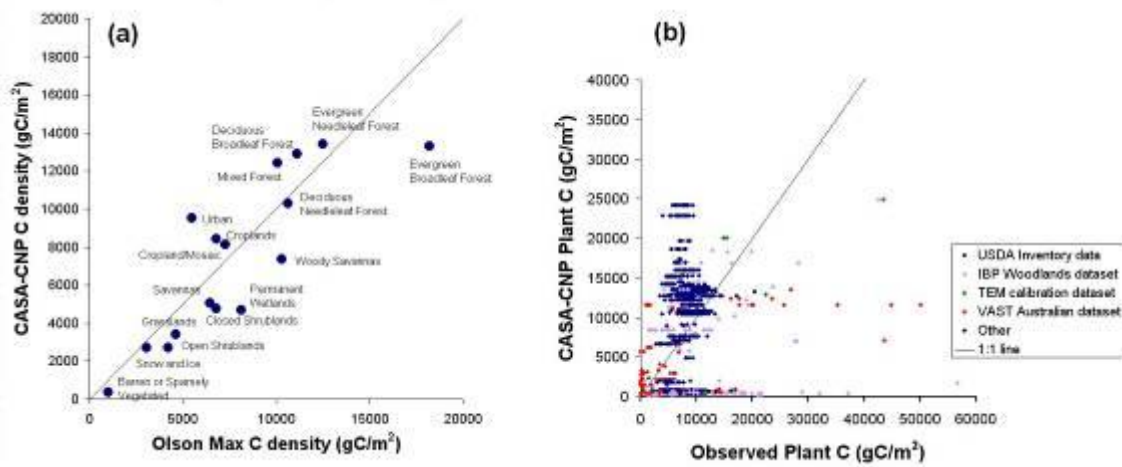 (a)
CASA-CNP C density (gC/m²)
20000
18000
16000
14000
12000
10000
8000
6000
4000
2000
0
Evergreen
Needleleaf Forest
Deciduous
Broadleaf Forest
Mixed Forest
Evergreen
Broadleaf Forest
Deciduous
Needleleaf Forest
Urban
Croplands
Cropland/Mosaic
Woody Savannas
Savannas
Permanent
Wetlands
Closed Shrublands
Grasslands
Open Shrublands
Snow and Ice
Barren or Sparsely
Vegetated
0 5000 10000 15000 20000
Olson Max C density (gC/m²)
(b)
CASA-CNP Plant C (gC/m²)
40000
35000
30000
25000
20000
15000
10000
5000
0
0 10000 20000 30000 40000 50000 60000
Observed Plant C (gC/m²)
USDA Inventory data
IBP Woodlands dataset
TEM calibration dataset
VAST Australian dataset
Other
1:1 line